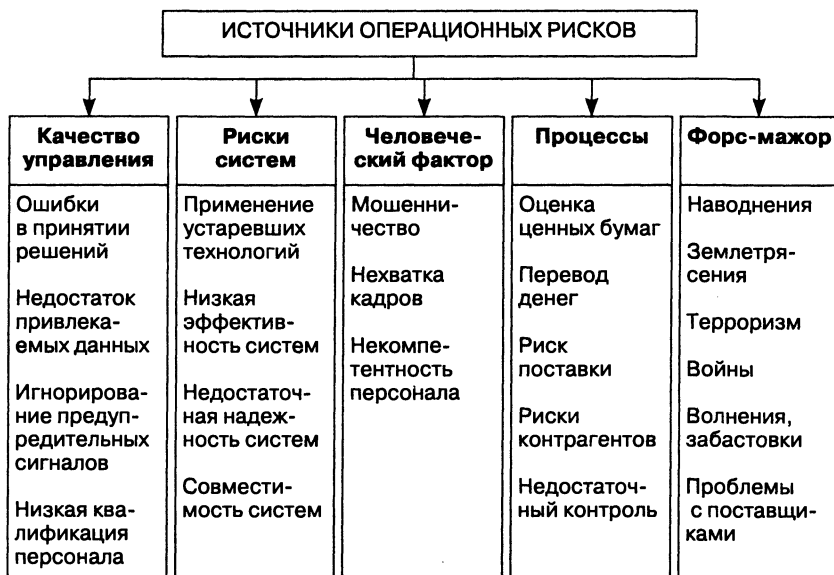 ИСТОЧНИКИ ОПЕРАЦИОННЫХ РИСКОВ
Качество
управления
Ошибки
в принятии
решений
Недостаток
привлека-
емых данных
Игнорирова-
ние предуп-
редительных
сигналов
Низкая ква-
лификация
персонала
Риски
систем
Применение
устаревших
технологий
Низкая
эффектив-
ность систем
Недостаточ-
ная надеж-
ность систем
Совмести-
мость систем
Человече-
ский фактор
Мошенни-
чество
Нехватка
кадров
Некомпе-
тентность
персонала
Процессы
Оценка
ценных бумаг
Перевод
денег
Риск
поставки
Риски
контрагентов
Недостаточ-
ный контроль
Форс-мажор
Наводнения
Землетря-
сения
Терроризм
Войны
Волнения,
забастовки
Проблемы
с поставщи-
ками